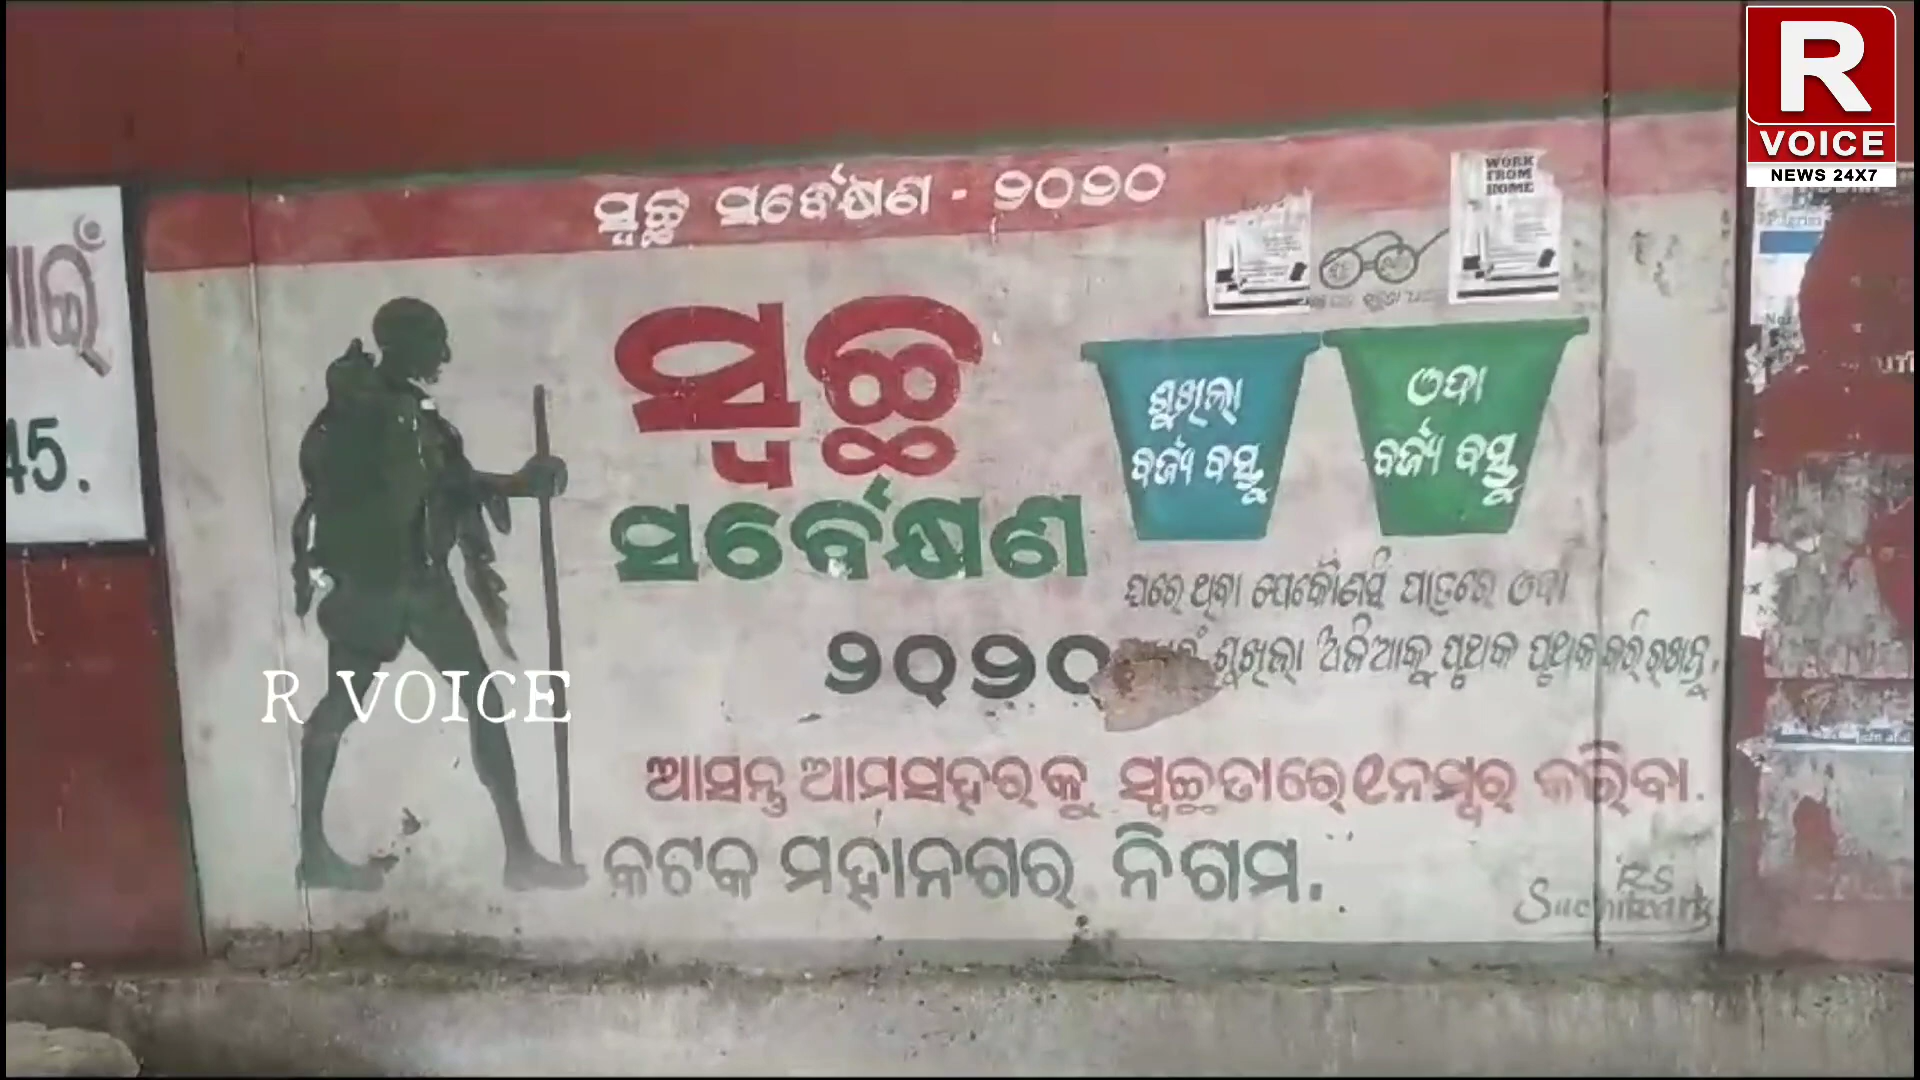 R
VOICE
NEWS 24X7
ସ୍ୱଚ୍ଛ ସର୍ବେକ୍ଷଣ - ୨୦୨୦
WORK
FROM
HOME
ସ୍ୱଚ୍ଛ
ସର୍ବେକ୍ଷଣ
୨୦୨୦
ଶୁଖିଲା
ବର୍ଜ୍ୟ ବସ୍ତୁ
ଓଦା
ବର୍ଜ୍ୟ ବସ୍ତୁ
ଘରେ ଥିବା ଯେକୌଣସି ପାତ୍ରରେ ଓଦା
ଶୁଖିଲା ଅଳିଆକୁ ପୃଥକ ପୃଥକ କରି ରଖନ୍ତୁ.
45.
R VOICE
ଆସନ୍ତୁ ଆମସହରକୁ ସ୍ୱଚ୍ଛତାରେ ୧ ନମ୍ବର୍ କରିବା.
କଟକ ମହାନଗର ନିଗମ.
R.S